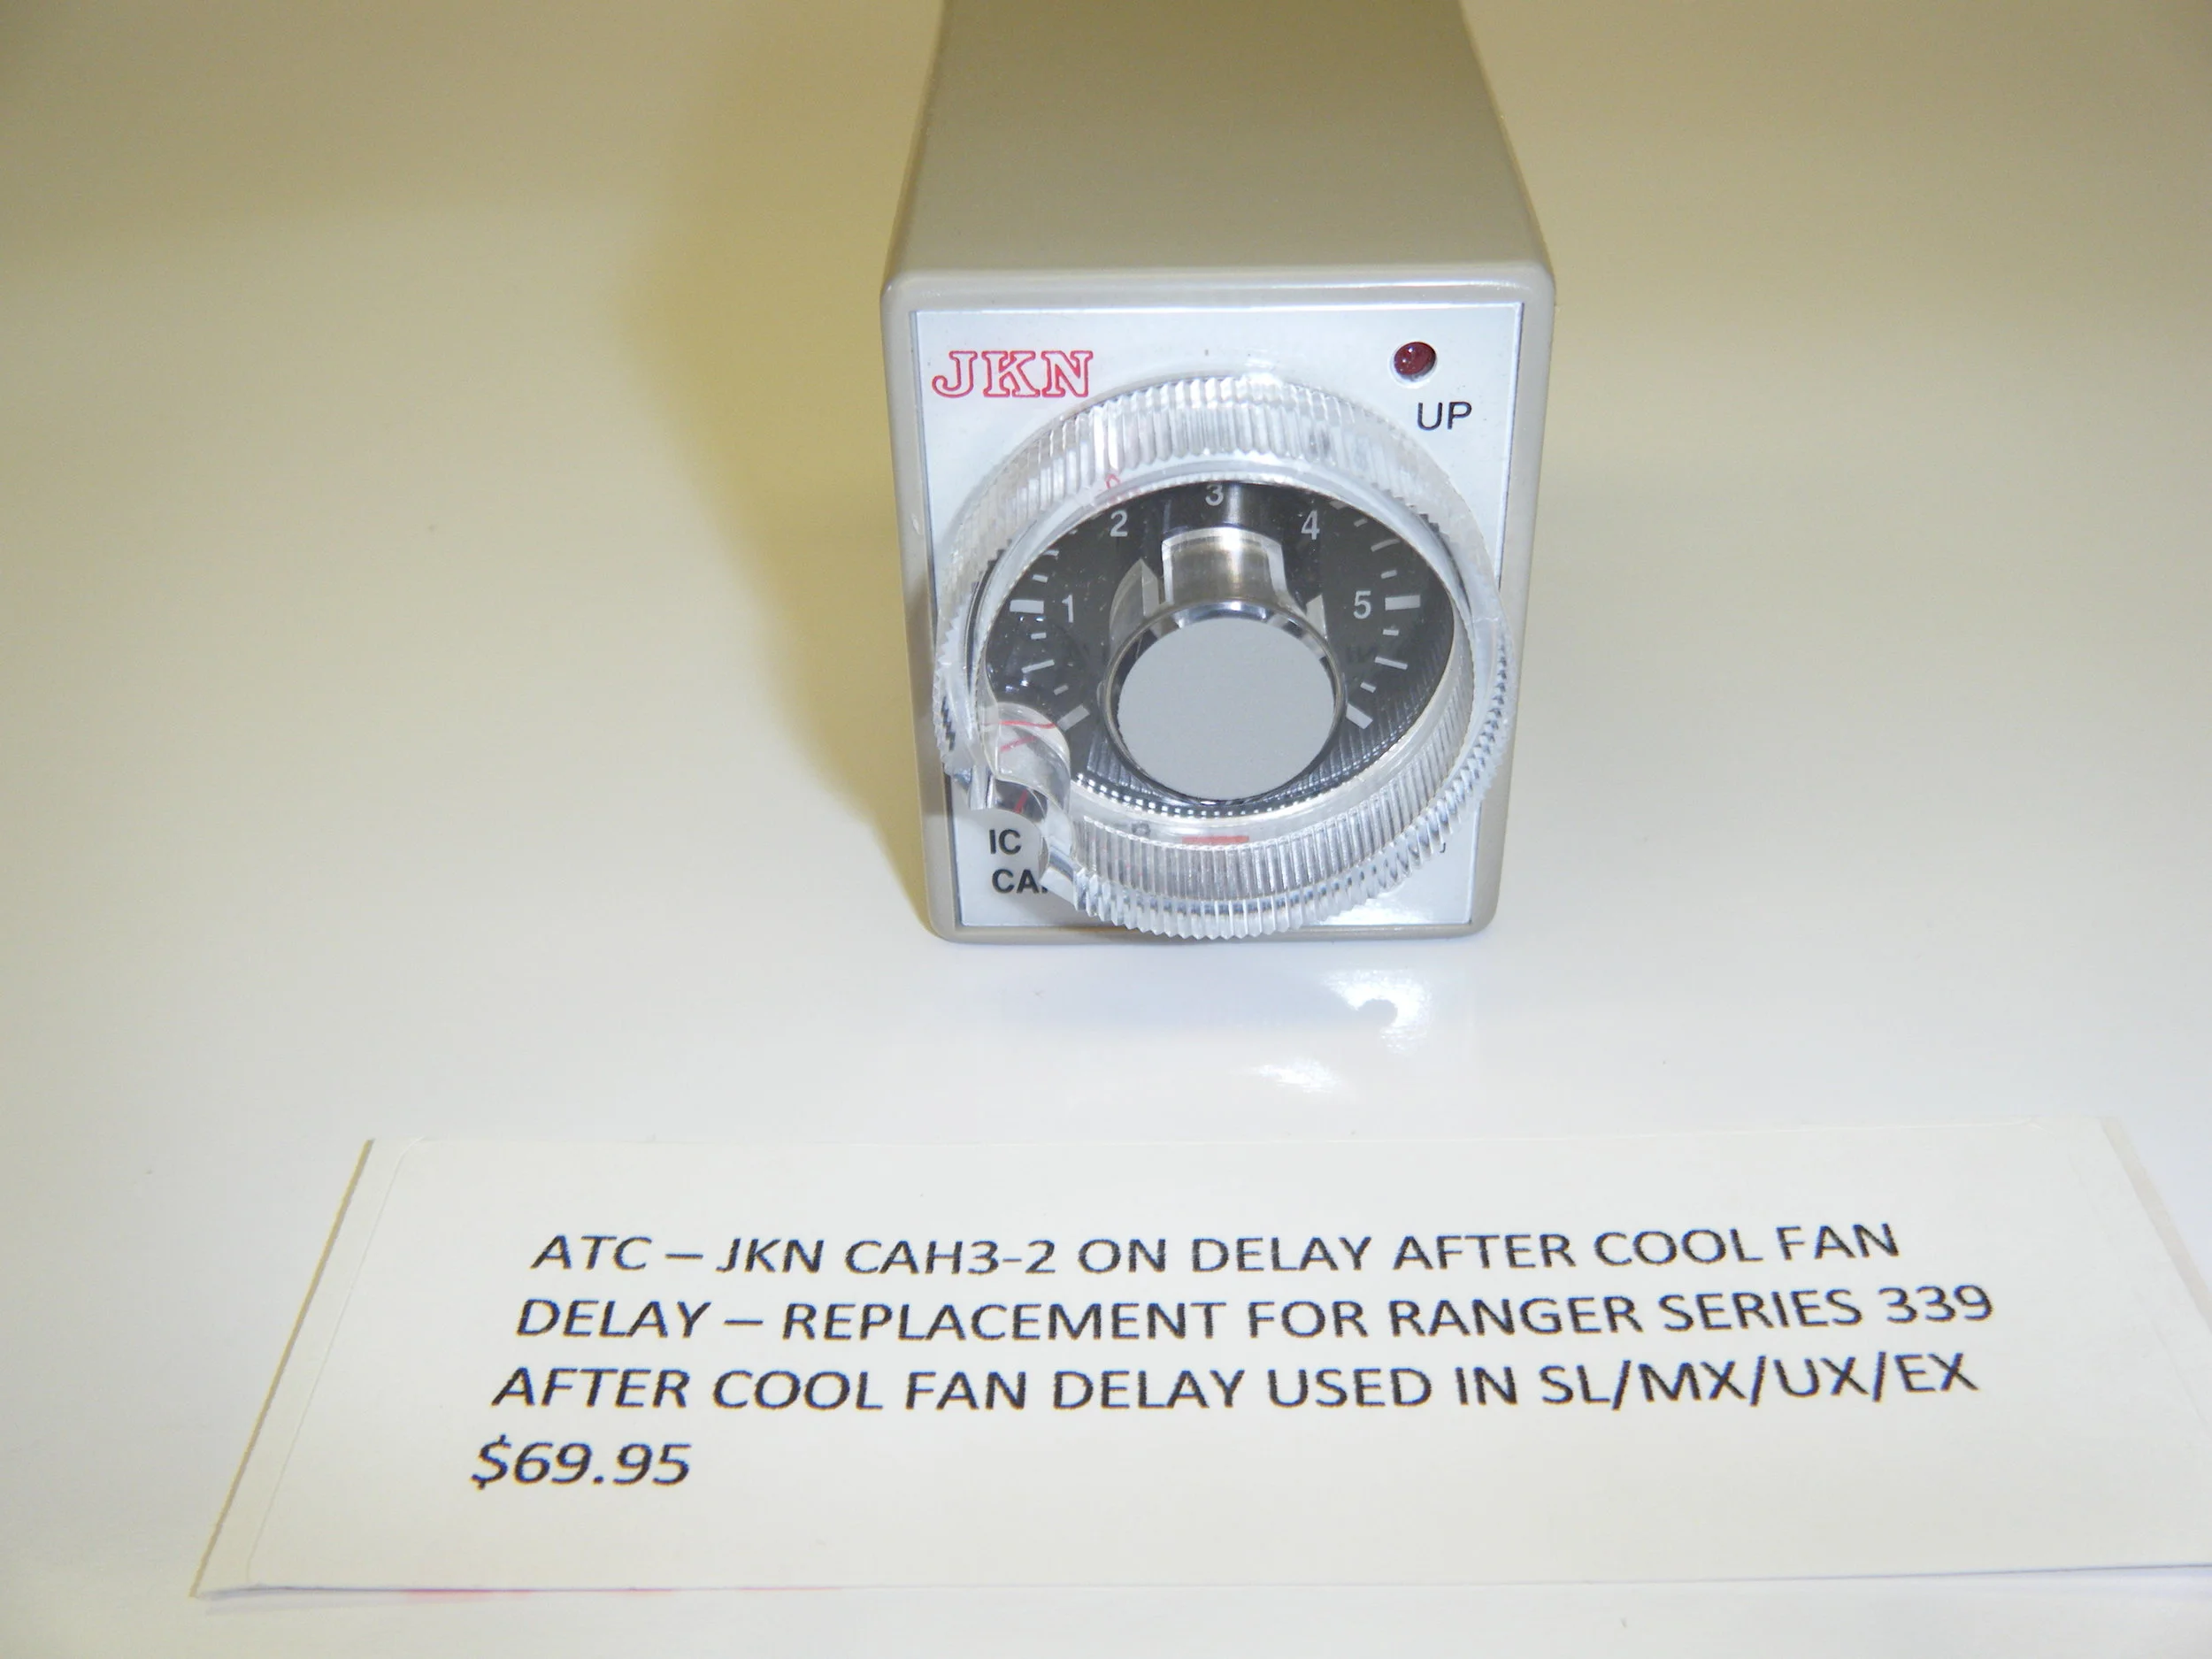 JKN
UP
3
2 4
1 5
IC
ATC – JKN CAH3-2 ON DELAY AFTER COOL FAN
DELAY – REPLACEMENT FOR RANGER SERIES 339
AFTER COOL FAN DELAY USED IN SL/MX/UX/EX
$69.95